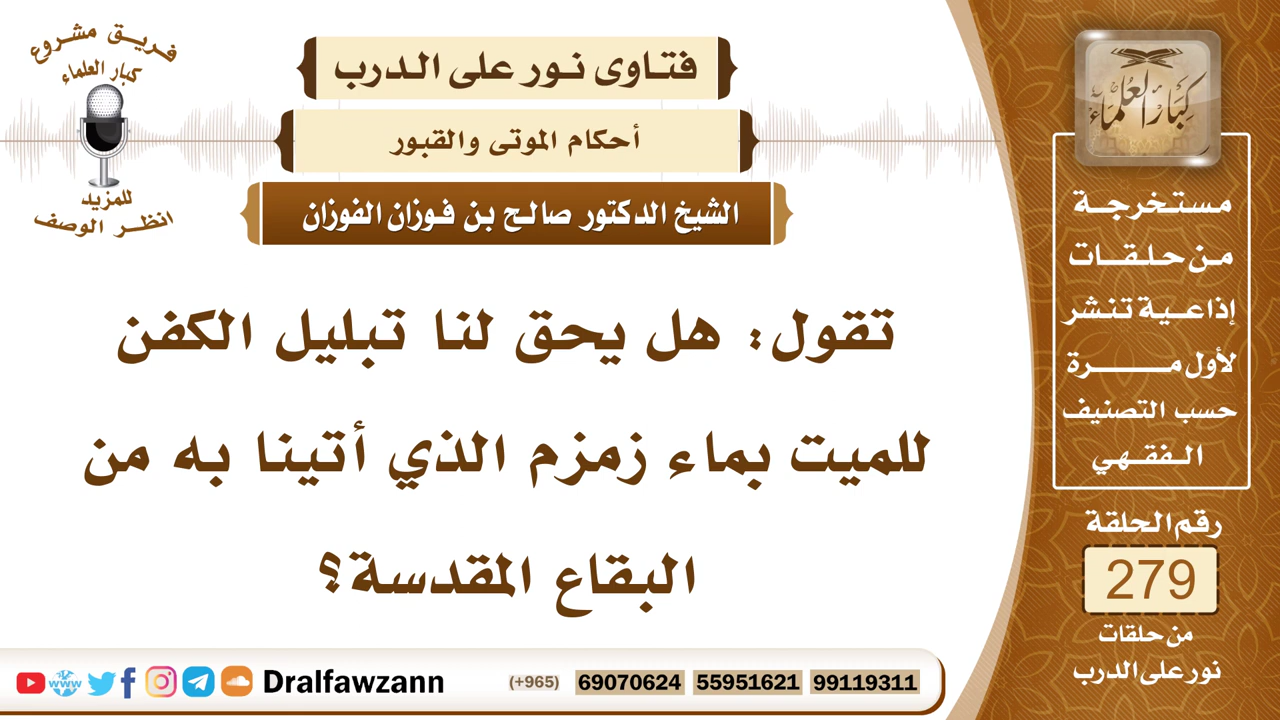 فريق مشروع
كبار العلماء
للمزيد
انظر الوصف
فتاوى نور على الدرب
أحكام الموتى والقبور
الشيخ الدكتور صالح بن فوزان الفوزان
تقول: هل يحق لنا تبليل الكفن
للميت بماء زمزم الذي أتينا به من
البقاع المقدسة؟
كبار العلماء
مستخرجة
من حلقات
إذاعية تنشر
لأول مرة
حسب التصنيف
الفقهي
رقم الحلقة
279
من حلقات
نور على الدرب
www Dralfawzann (+965) 69070624 55951621 99119311